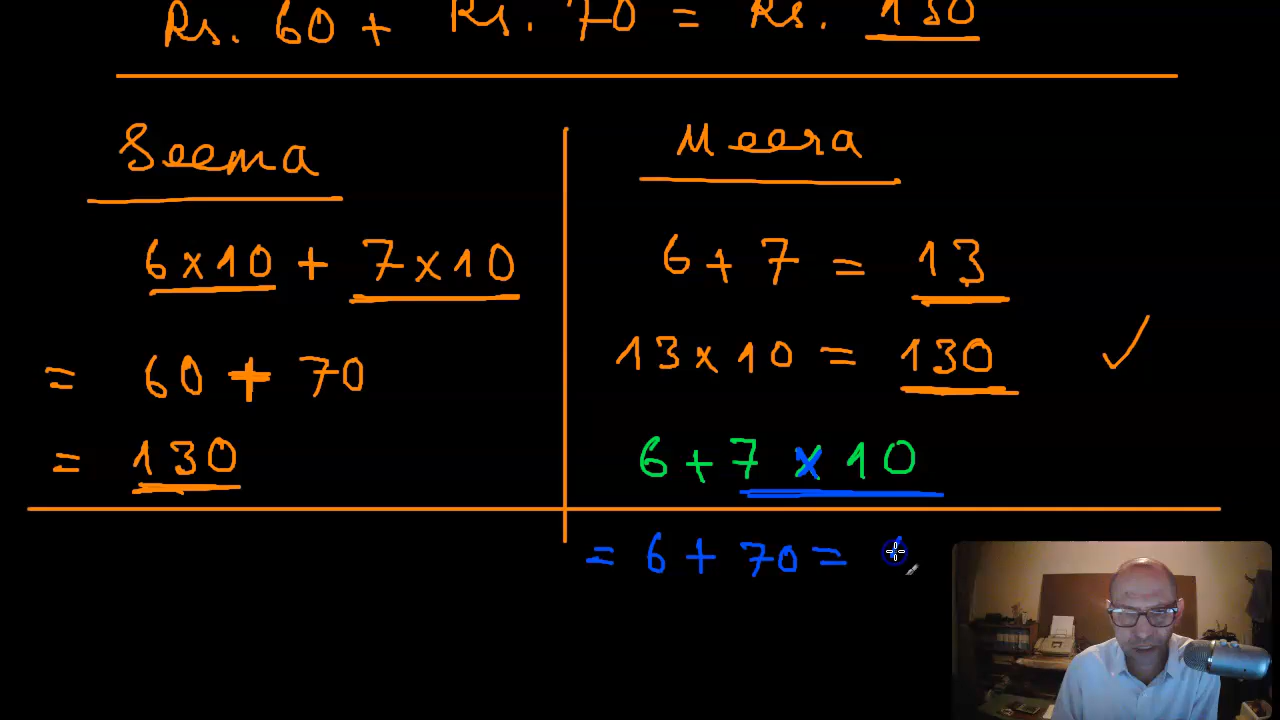 Rs. 60 + Rs. 70 = Rs. 130
Seema
6 x 10 + 7 x 10
= 60 + 70
= 130
Meera
6 + 7 = 13
13 x 10 = 130 ✓
6 + 7 x 10
= 6 + 70 =